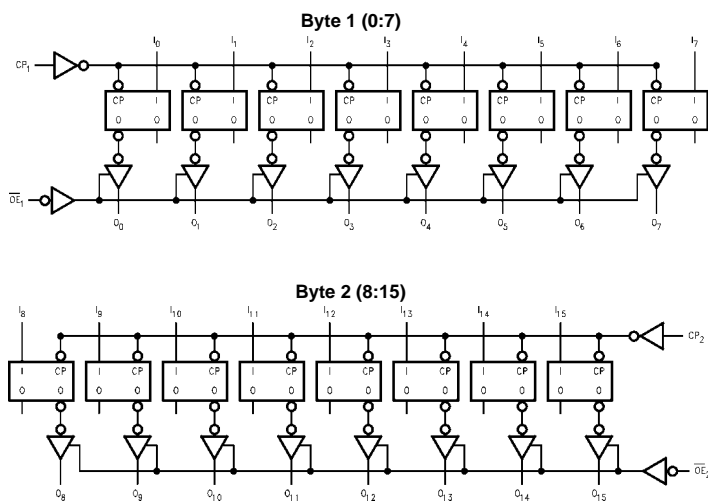 Byte 1 (0:7)
I0 I1 I2 I3 I4 I5 I6 I7
CP1
CP I CP I CP I CP I CP I CP I CP I CP I
O O O O O O O O O O O O O O O O
OE1
O0 O1 O2 O3 O4 O5 O6 O7
Byte 2 (8:15)
I8 I9 I10 I11 I12 I13 I14 I15
CP2
I CP I CP I CP I CP I CP I CP I CP I CP
O O O O O O O O O O O O O O O O
OE2
O8 O9 O10 O11 O12 O13 O14 O15